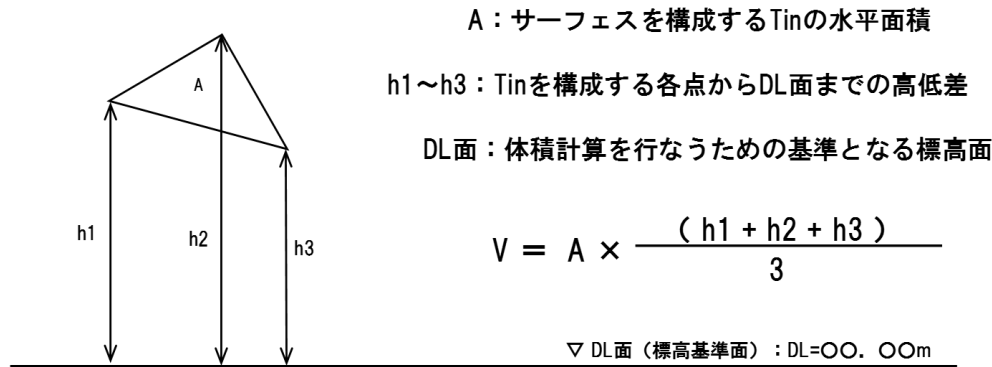 A：サーフェスを構成するTinの水平面積
A
h1～h3：Tinを構成する各点からDL面までの高低差
DL面：体積計算を行なうための基準となる標高面
h1
h2
h3
V ＝ A × ( h1 + h2 + h3 )
3
▽ DL面（標高基準面）：DL=〇〇．〇〇m